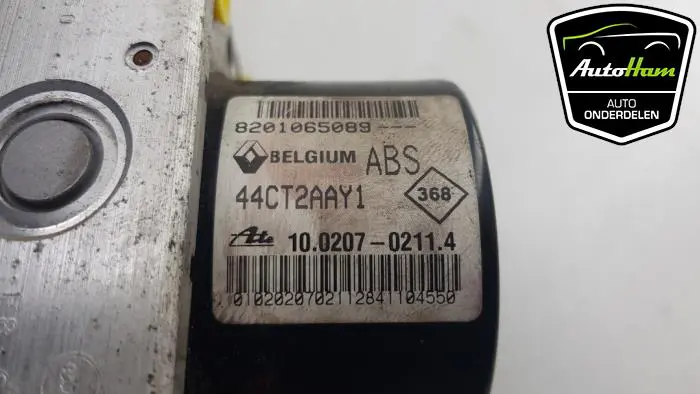 8201065089---
BELGIUM ABS
44CT2AAY1
368
Ate 10.0207-0211.4
01020207021128411045​50
AutoHam
AUTO
ONDERDELEN